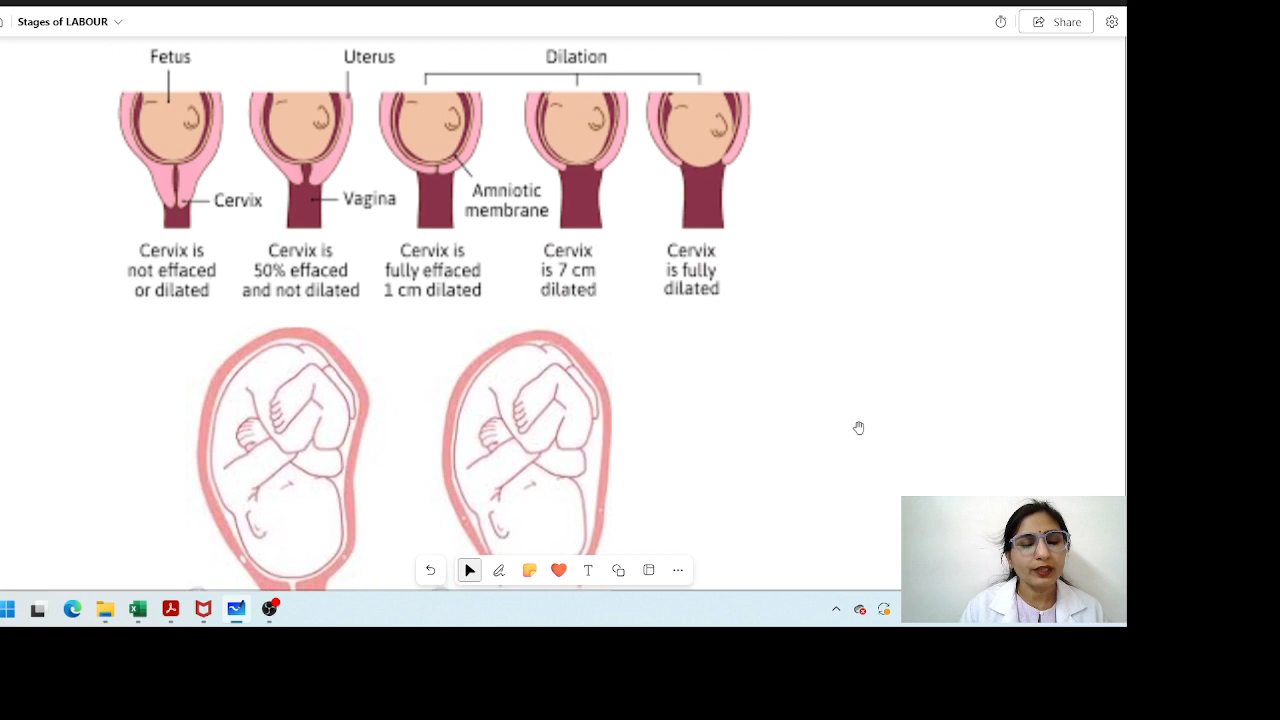 Stages of LABOUR
Share
Fetus
Uterus
Dilation
Cervix
Vagina
Amniotic
membrane
Cervix is
not effaced
or dilated
Cervix is
50% effaced
and not dilated
Cervix is
fully effaced
1 cm dilated
Cervix
is 7 cm
dilated
Cervix
is fully
dilated